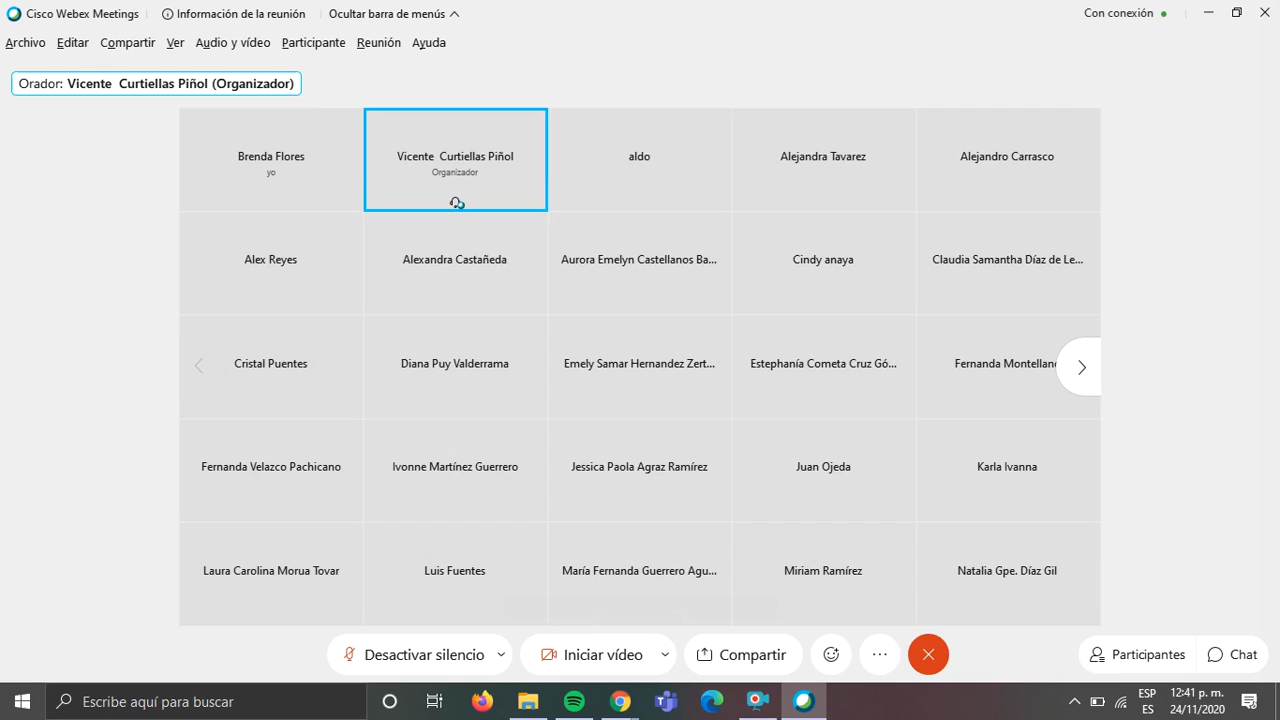 Cisco Webex Meetings
Información de la reunión
Ocultar barra de menús
Con conexión
Archivo Editar Compartir Ver Audio y vídeo Participante Reunión Ayuda
Orador: Vicente Curtiellas Piñol (Organizador)
Brenda Flores
yo
Vicente Curtiellas Piñol
Organizador
aldo
Alejandra Tavarez
Alejandro Carrasco
Alex Reyes
Alexandra Castañeda
Aurora Emelyn Castellanos Ba...
Cindy anaya
Claudia Samantha Díaz de Le...
Cristal Puentes
Diana Puy Valderrama
Emely Samar Hernandez Zert...
Estephanía Cometa Cruz Gó...
Fernanda Montellano
Fernanda Velazco Pachicano
Ivonne Martínez Guerrero
Jessica Paola Agraz Ramírez
Juan Ojeda
Karla Ivanna
Laura Carolina Morua Tovar
Luis Fuentes
María Fernanda Guerrero Agu...
Miriam Ramírez
Natalia Gpe. Díaz Gil
Desactivar silencio
Iniciar vídeo
Compartir
Participantes
Chat
Escribe aquí para buscar
ESP
ES
12:41 p. m.
24/11/2020